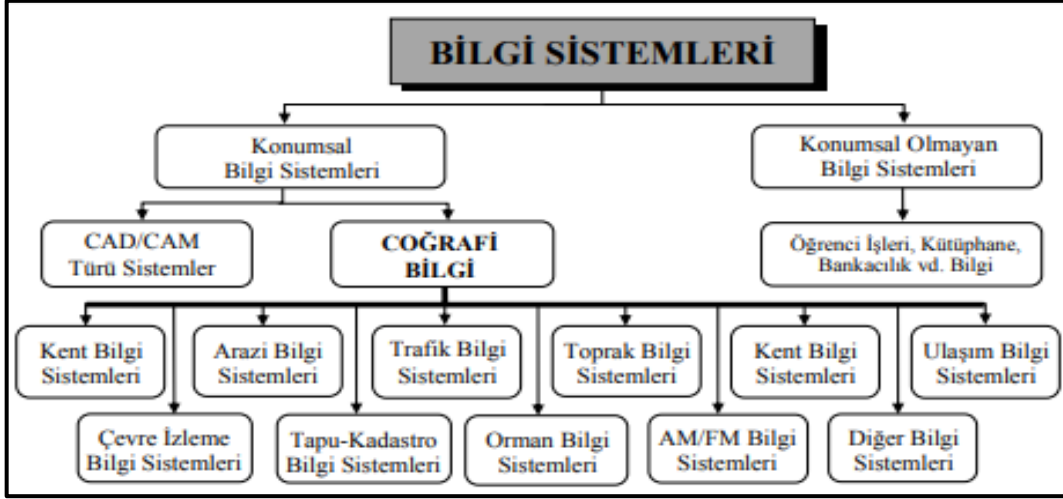 BİLGİ SİSTEMLERİ
Konumsal
Bilgi Sistemleri
Konumsal Olmayan
Bilgi Sistemleri
CAD/CAM
Türü Sistemler
COĞRAFİ
BİLGİ
Öğrenci İşleri, Kütüphane,
Bankacılık vd. Bilgi
Kent Bilgi
Sistemleri
Arazi Bilgi
Sistemleri
Trafik Bilgi
Sistemleri
Toprak Bilgi
Sistemleri
Kent Bilgi
Sistemleri
Ulaşım Bilgi
Sistemleri
Çevre İzleme
Bilgi Sistemleri
Tapu-Kadastro
Bilgi Sistemleri
Orman Bilgi
Sistemleri
AM/FM Bilgi
Sistemleri
Diğer Bilgi
Sistemleri